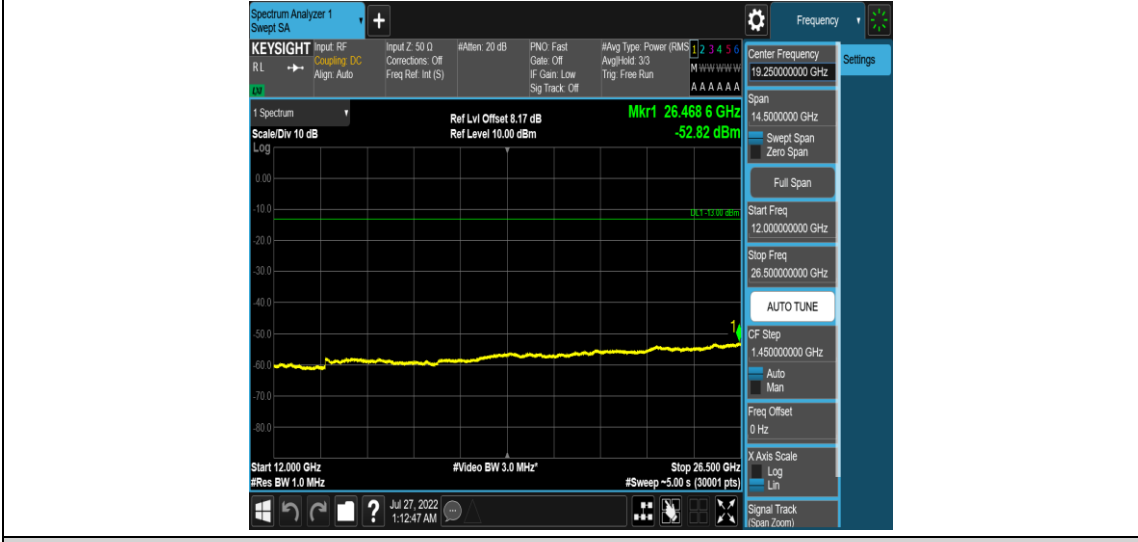 Spectrum Analyzer 1
Swept SA
+
Frequency
KEYSIGHT
RL
LXI
Input: RF
Coupling: DC
Align: Auto
Input Z: 50 Ω
Corrections: Off
Freq Ref: Int (S)
#Atten: 20 dB
PNO: Fast
Gate: Off
IF Gain: Low
Sig Track: Off
#Avg Type: Power (RMS
Avg|Hold: 3/3
Trig: Free Run
1 2 3 4 5 6
M W W W W W
A A A A A A
Settings
1 Spectrum
Scale/Div 10 dB
Log
Ref Lvl Offset 8.17 dB
Ref Level 10.00 dBm
Mkr1 26.468 6 GHz
-52.82 dBm
0.00
-10.0
DL1 -13.00 dBm
-20.0
-30.0
-40.0
-50.0
1
-60.0
-70.0
-80.0
Start 12.000 GHz
#Res BW 1.0 MHz
#Video BW 3.0 MHz*
Stop 26.500 GHz
#Sweep ~5.00 s (30001 pts)
Center Frequency
19.250000000 GHz
Span
14.5000000 GHz
Swept Span
Zero Span
Full Span
Start Freq
12.000000000 GHz
Stop Freq
26.500000000 GHz
AUTO TUNE
CF Step
1.450000000 GHz
Auto
Man
Freq Offset
0 Hz
X Axis Scale
Log
Lin
Signal Track
(Span Zoom)
?
Jul 27, 2022
1:12:47 AM